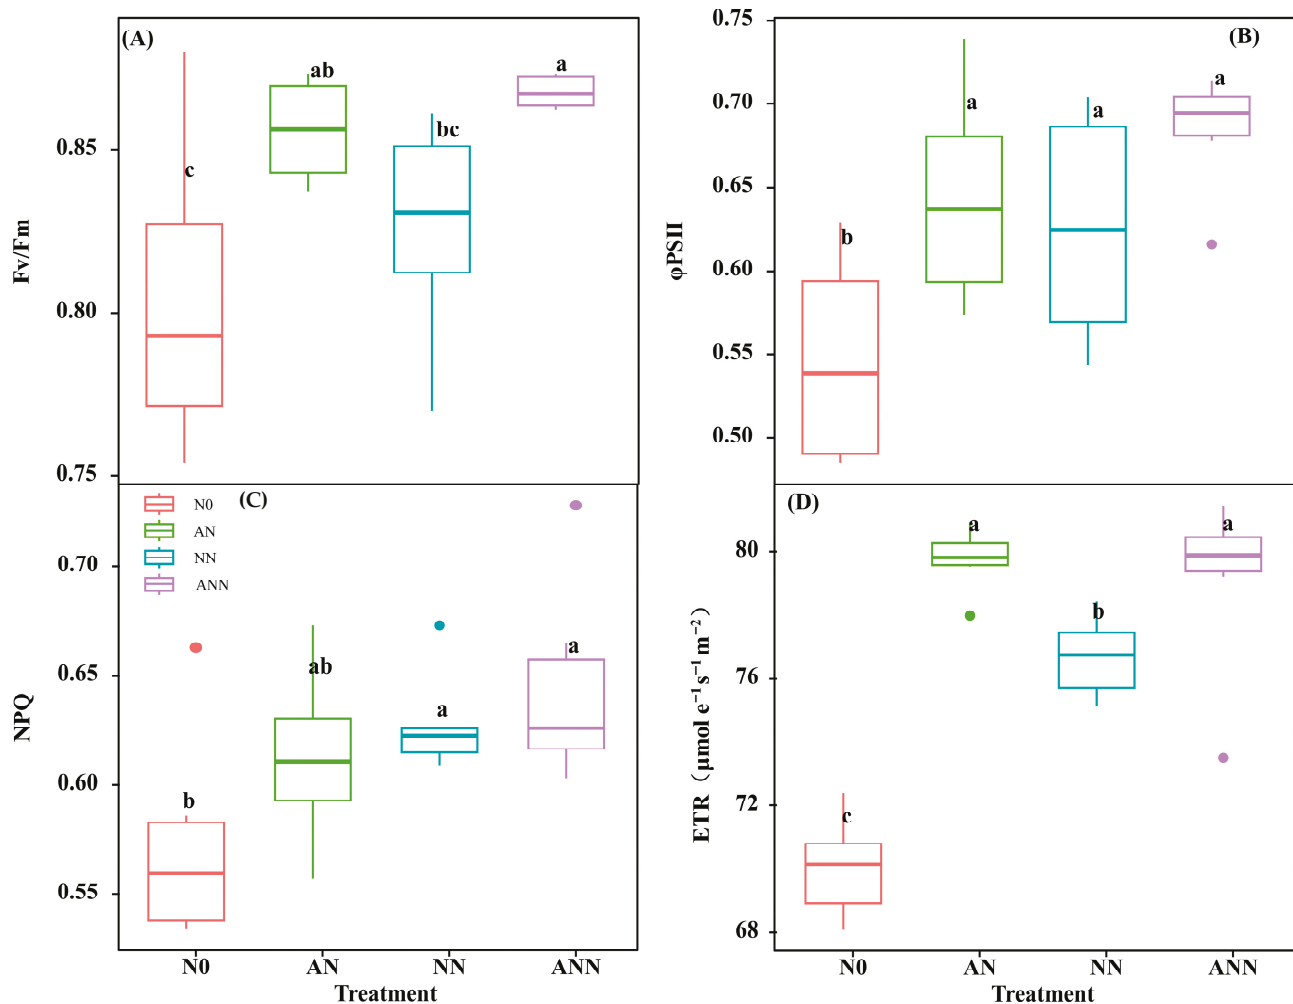 (A)
ab
a
bc
c
0.85
0.80
0.75
Fv/Fm
(B)
a
a
a
b
0.75
0.70
0.65
0.60
0.55
0.50
φPSII
(C)
N0
AN
NN
ANN
a
ab
a
b
0.70
0.65
0.60
0.55
NPQ
N0 AN NN ANN
Treatment
(D)
a
a
b
c
80
76
72
68
ETR（μmol e⁻¹ s⁻¹ m⁻²）
N0 AN NN ANN
Treatment